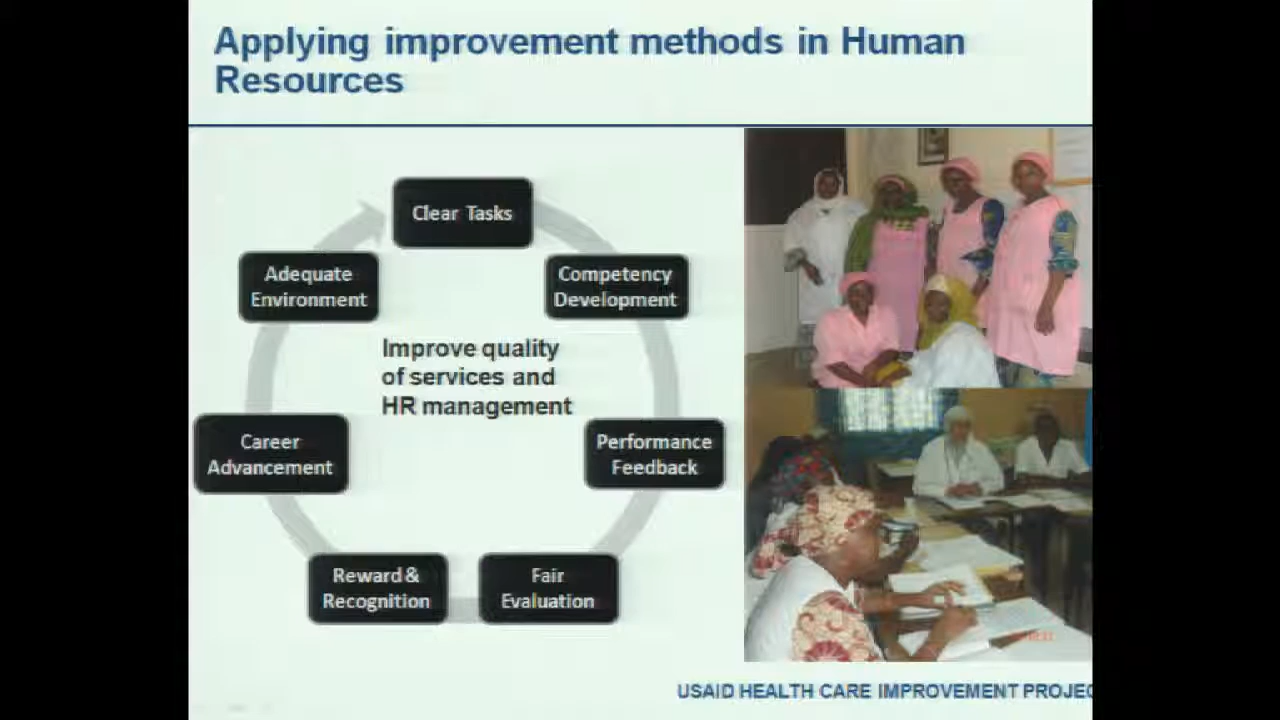 Applying improvement methods in Human
Resources
Clear Tasks
Competency
Development
Performance
Feedback
Fair
Evaluation
Reward &
Recognition
Career
Advancement
Adequate
Environment
Improve quality
of services and
HR management
USAID HEALTH CARE IMPROVEMENT PROJEC